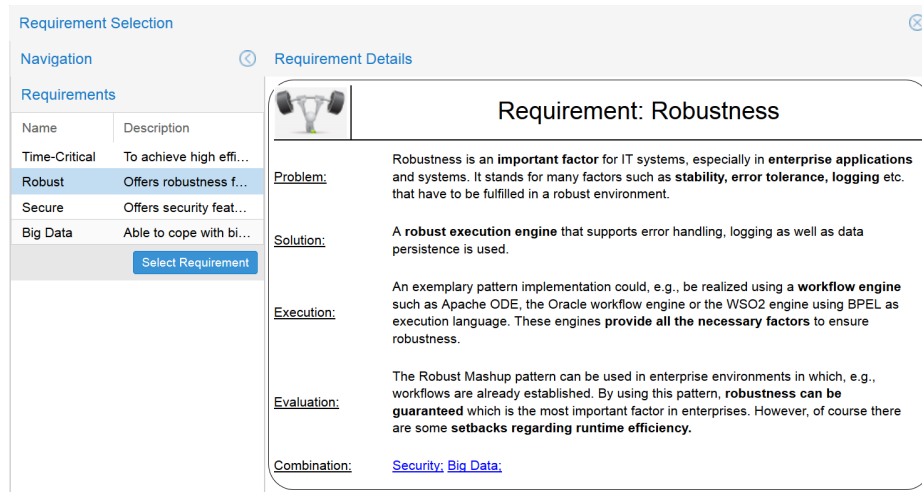 Requirement Selection
Navigation
Requirements
Name Description
Time-Critical To achieve high effi...
Robust Offers robustness f...
Secure Offers security feat...
Big Data Able to cope with bi...
Select Requirement
Requirement Details
Requirement: Robustness
Problem:
Robustness is an important factor for IT systems, especially in enterprise applications
and systems. It stands for many factors such as stability, error tolerance, logging etc.
that have to be fulfilled in a robust environment.
Solution:
A robust execution engine that supports error handling, logging as well as data
persistence is used.
Execution:
An exemplary pattern implementation could, e.g., be realized using a workflow engine
such as Apache ODE, the Oracle workflow engine or the WSO2 engine using BPEL as
execution language. These engines provide all the necessary factors to ensure
robustness.
Evaluation:
The Robust Mashup pattern can be used in enterprise environments in which, e.g.,
workflows are already established. By using this pattern, robustness can be
guaranteed which is the most important factor in enterprises. However, of course there
are some setbacks regarding runtime efficiency.
Combination:
Security; Big Data;